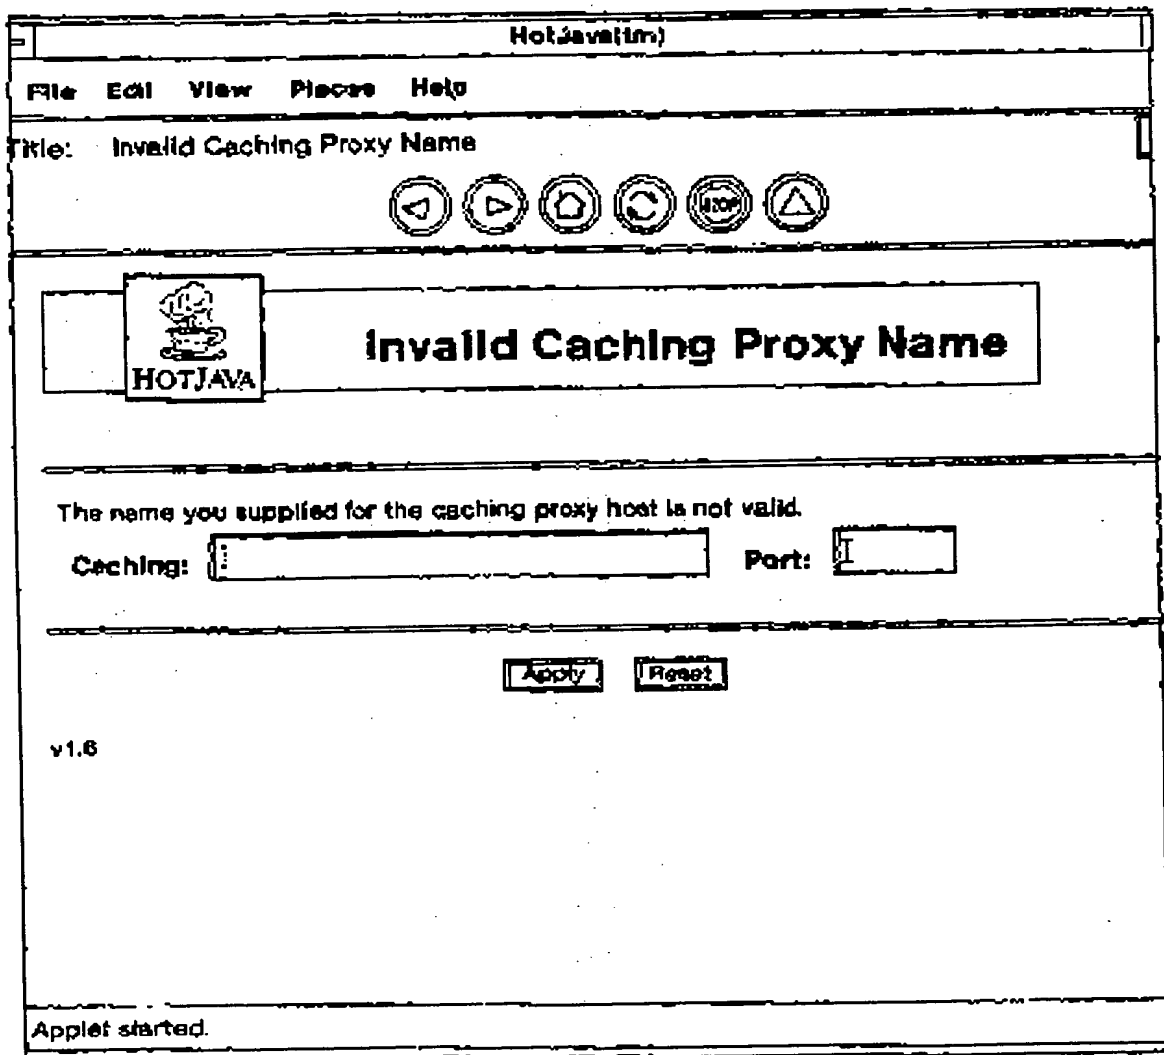 HotJava(tm)
File Edit View Places Help
Title: Invalid Caching Proxy Name
STOP
HOTJAVA
Invalid Caching Proxy Name
The name you supplied for the caching proxy host is not valid.
Caching: Port:
Apply Reset
v1.6
Applet started.